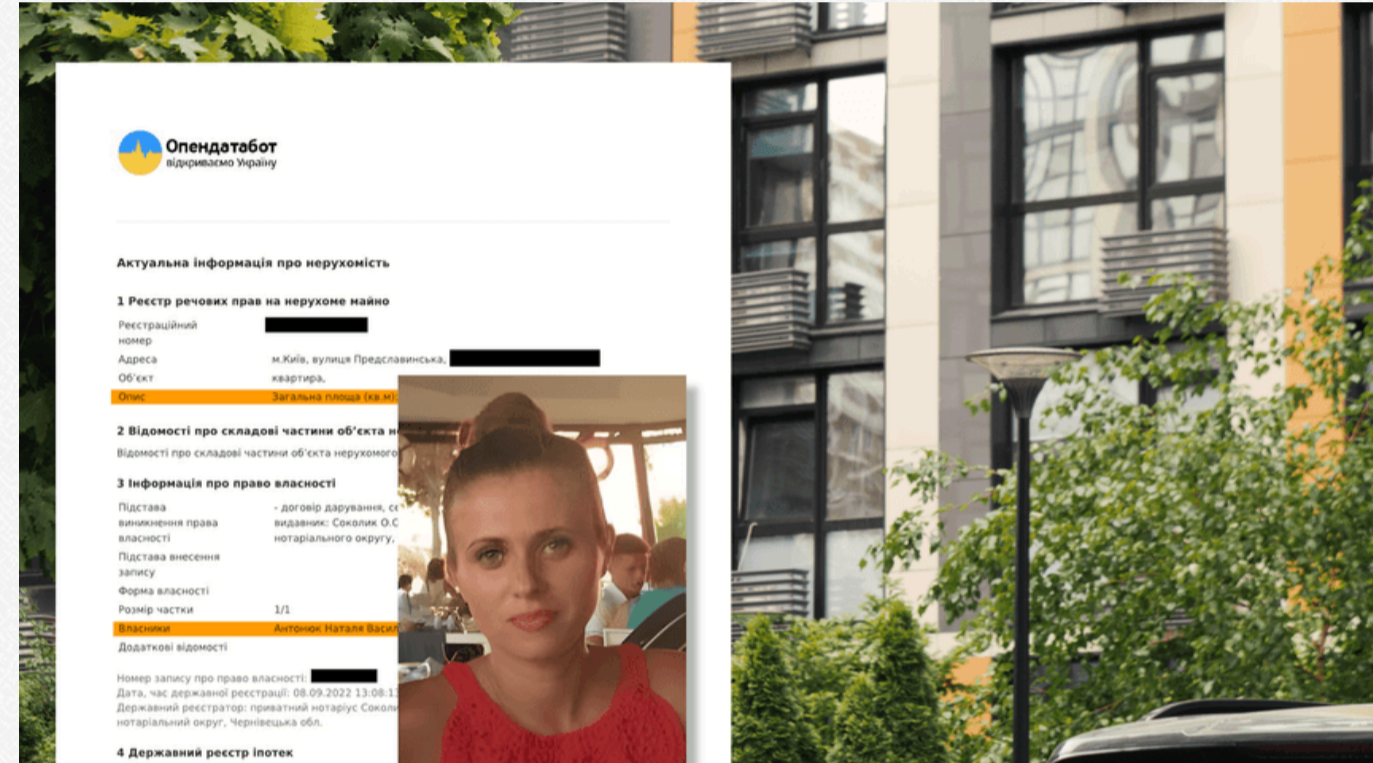 Опендатабот
відкриваємо Україну
Актуальна інформація про нерухомість
1 Реєстр речових прав на нерухоме майно
Реєстраційний
номер
Адреса м.Київ, вулиця Предславинська,
Об'єкт квартира,
Опис Загальна площа (кв.м):
2 Відомості про складові частини об'єкта
Відомості про складові частини об'єкта нерухомого
3 Інформація про право власності
Підстава - договір дарування,
виникнення права видавник: Соколик О.С
власності нотаріального округу,
Підстава внесення
запису
Форма власності
Розмір частки 1/1
Власники Антонюк Наталя
Додаткові відомості
Номер запису про право власності:
Дата, час державної реєстрації: 08.09.2022 13:08:1
Державний реєстратор: приватний нотаріус
нотаріальний округ, Чернівецька обл.
4 Державний реєстр іпотек